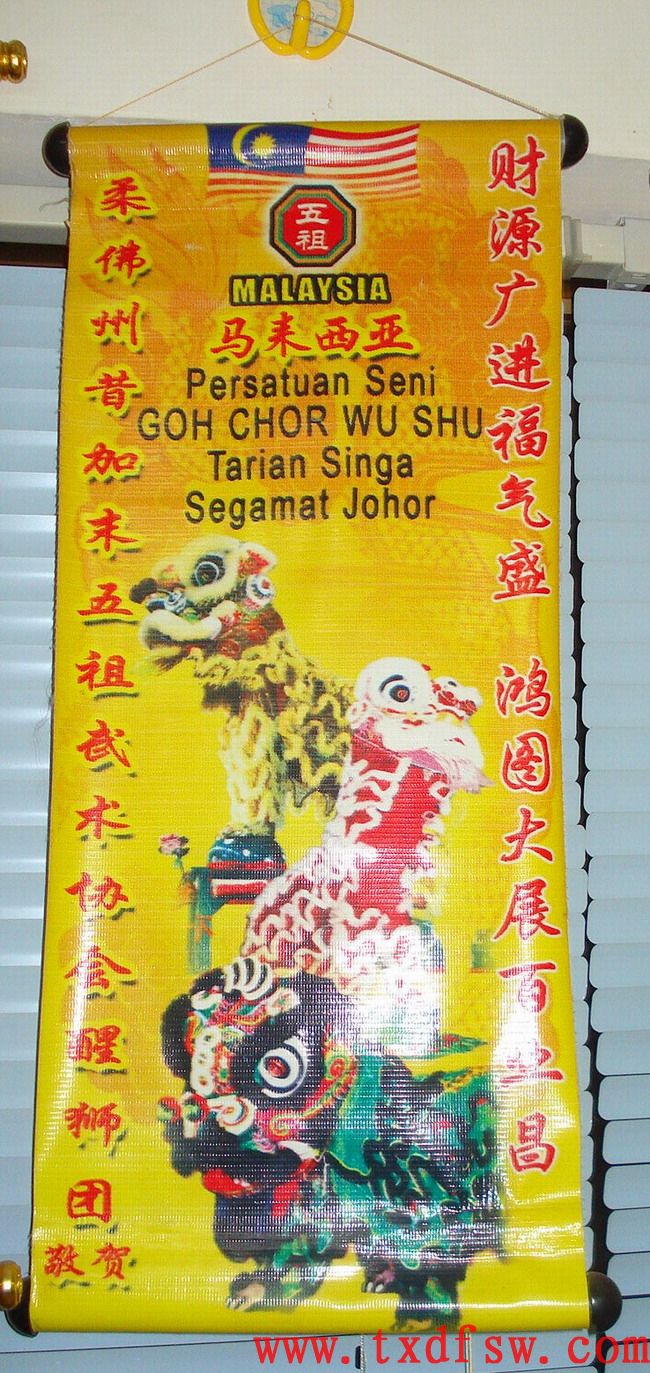 五
祖
MALAYSIA
马来西亚
Persatuan Seni
GOH CHOR WU SHU
Tarian Singa
Segamat Johor
财源广进福气盛 鸿图大展百业昌
柔佛州昔加末五祖武术协会醒狮团
敬贺
www.txdfsw.com